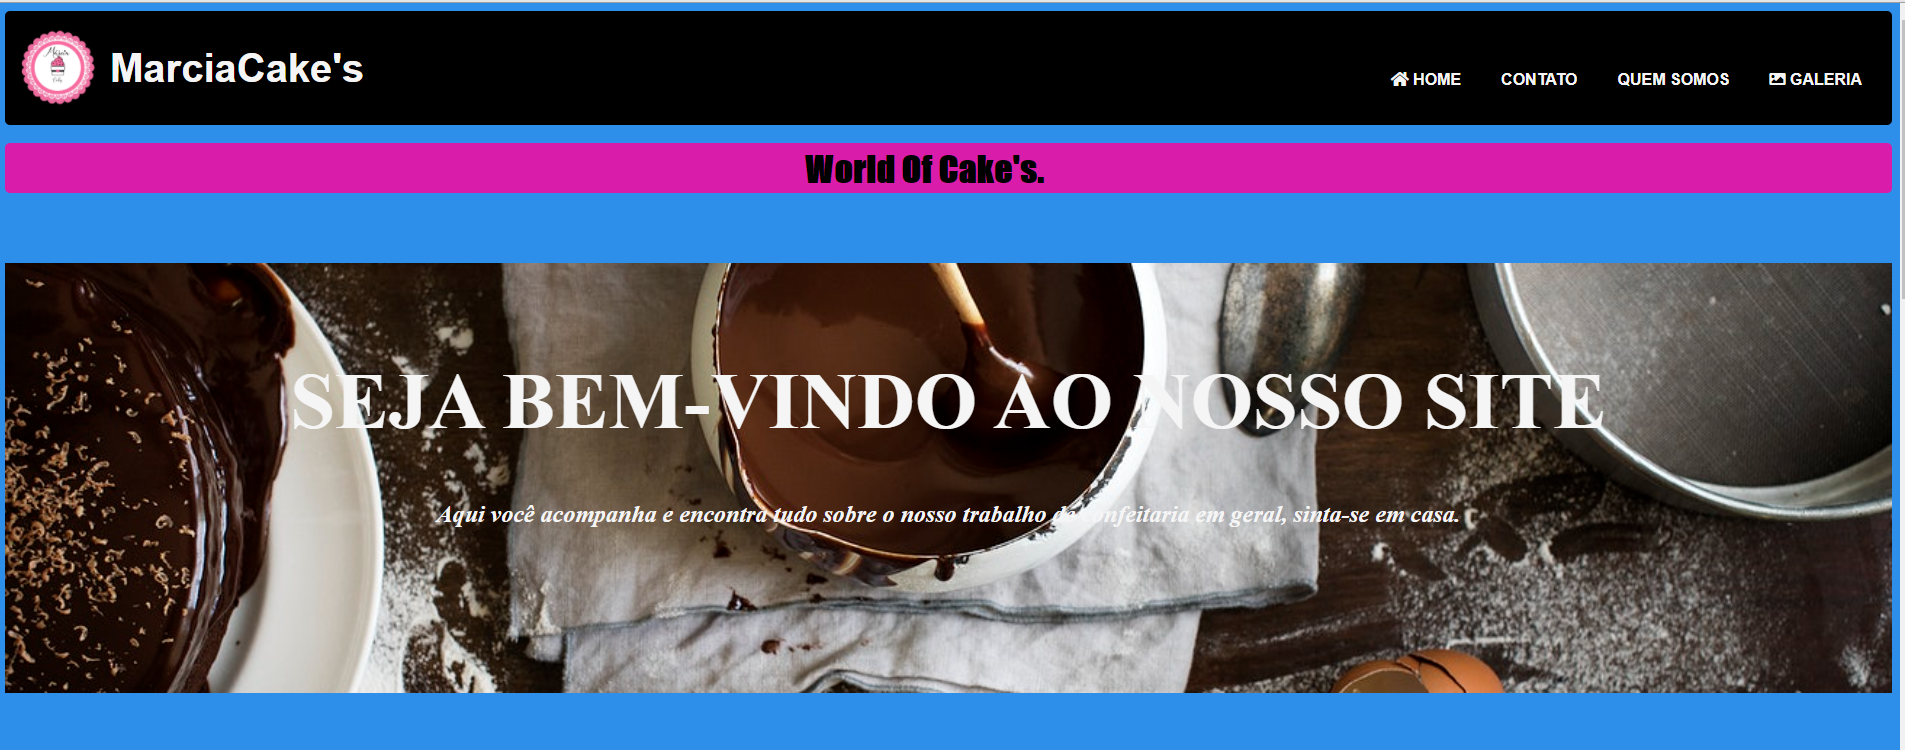 MarciaCake's
HOME CONTATO QUEM SOMOS GALERIA
World Of Cake's.
SEJA BEM-VINDO AO NOSSO SITE
Aqui você acompanha e encontra tudo sobre o nosso trabalho de confeitaria em geral, sinta-se em casa.